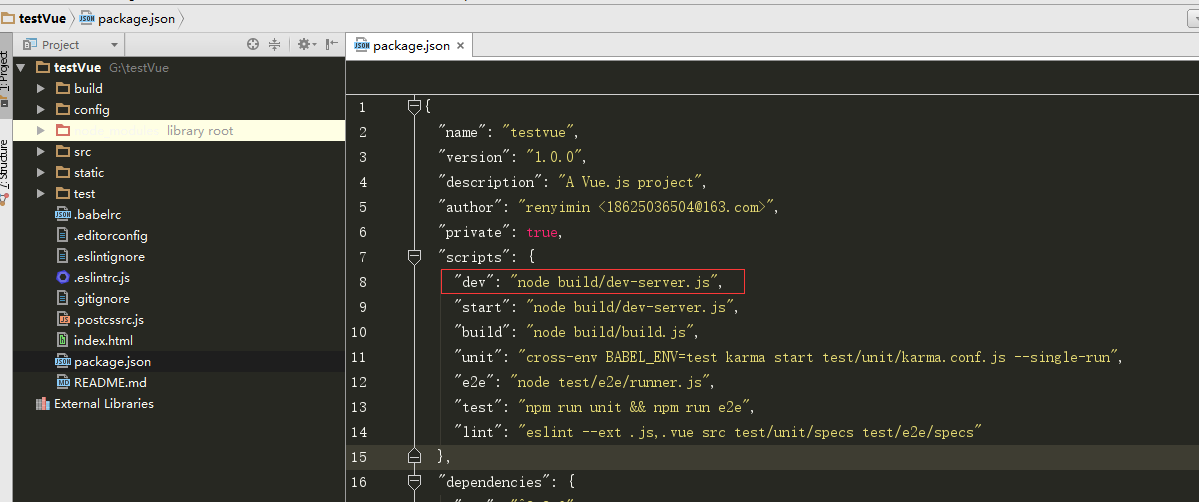 testVue package.json
Project
package.json ×
1: Project
7: Structure
testVue G:\testVue
build
config
library root
src
static
test
.babelrc
.editorconfig
.eslintignore
.eslintrc.js
.gitignore
.postcssrc.js
index.html
package.json
README.md
External Libraries
1 {
2 "name": "testvue",
3 "version": "1.0.0",
4 "description": "A Vue.js project",
5 "author": "renyimin <18625036504@163.com>",
6 "private": true,
7 "scripts": {
8 "dev": "node build/dev-server.js",
9 "start": "node build/dev-server.js",
10 "build": "node build/build.js",
11 "unit": "cross-env BABEL_ENV=test karma start test/unit/karma.conf.js --single-run",
12 "e2e": "node test/e2e/runner.js",
13 "test": "npm run unit && npm run e2e",
14 "lint": "eslint --ext .js,.vue src test/unit/specs test/e2e/specs"
15 },
16 "dependencies": {